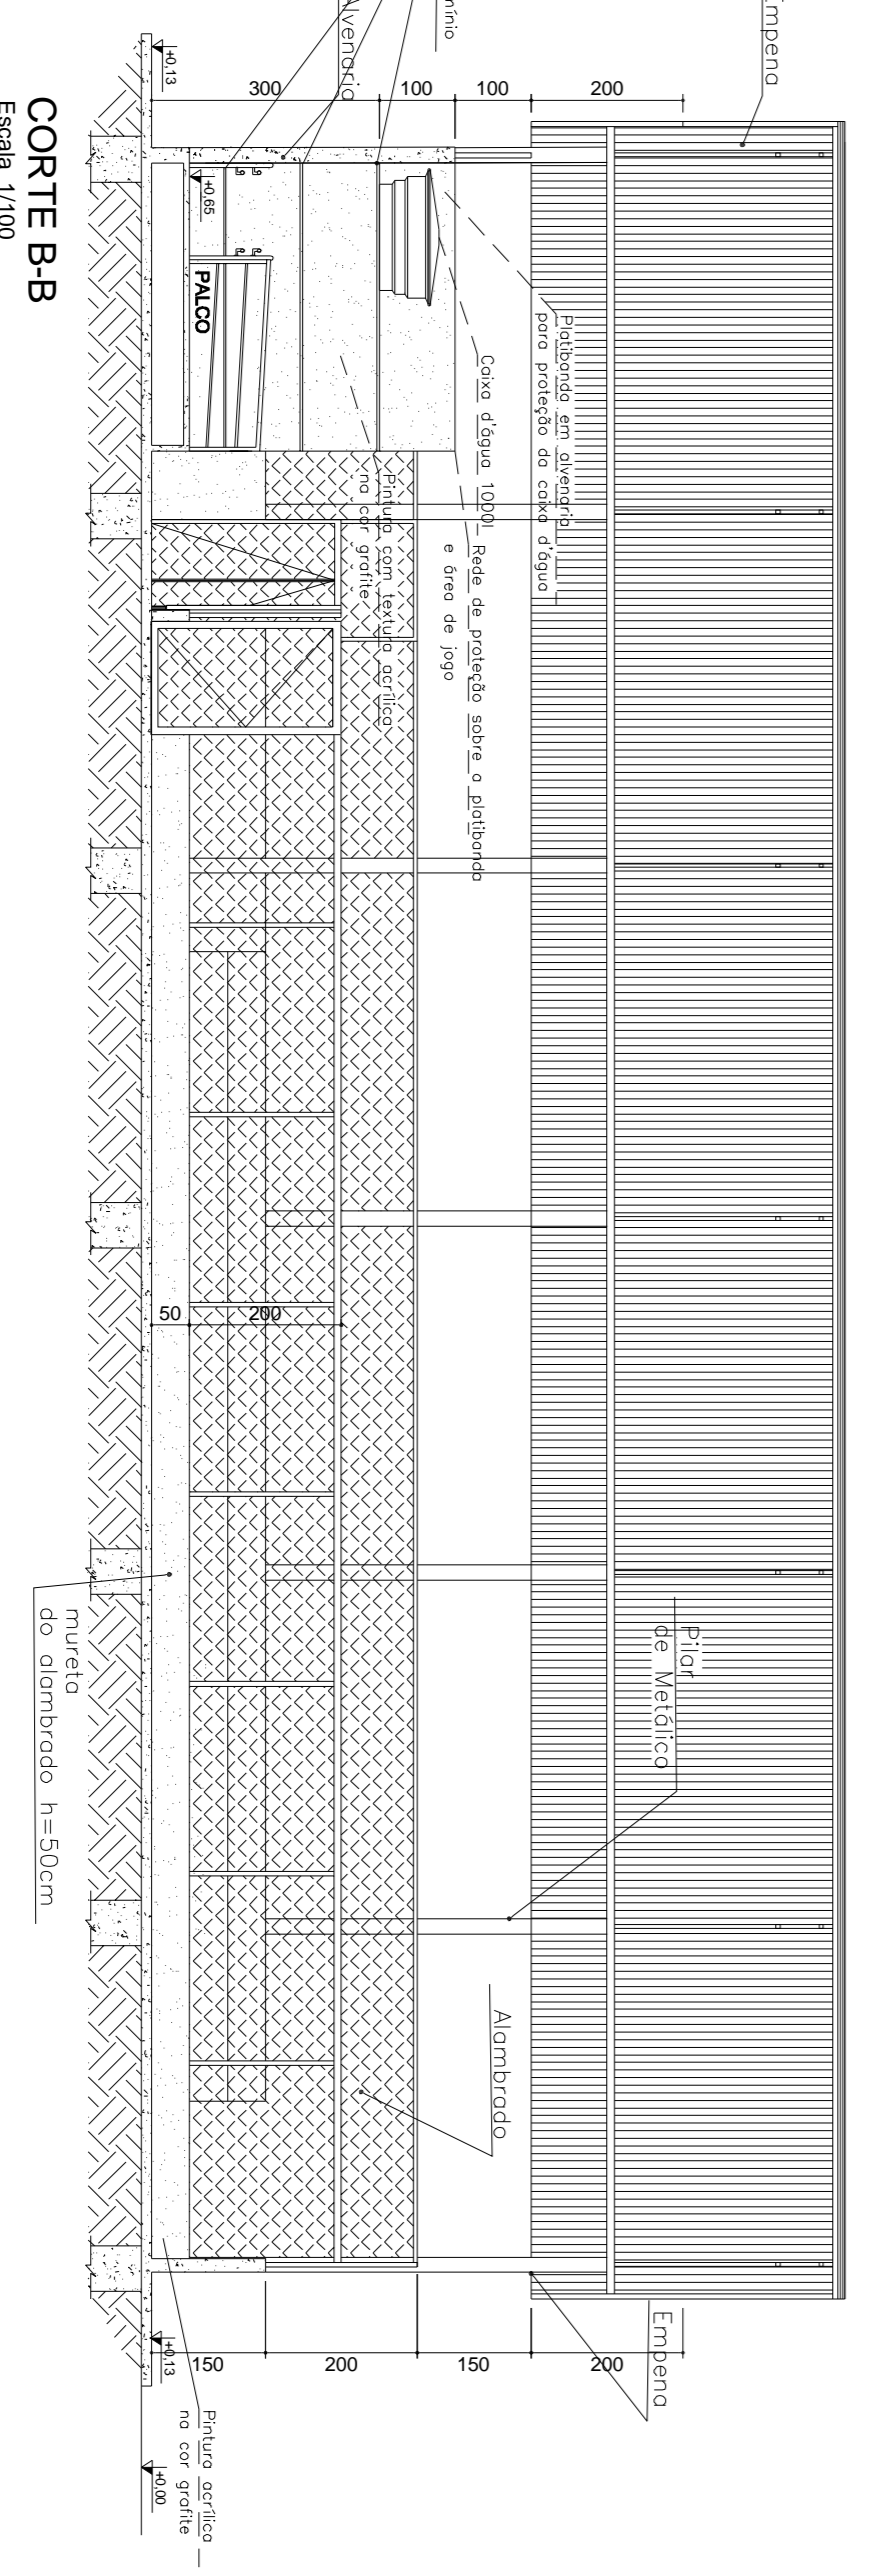 Empena
mínio
Alvenaria
+0,13
300
100
100
200
+0,65
PALCO
Platibanda em alvenaria
para proteção da caixa d'água
Caixa d'água 1000l
Rede de proteção sobre a platibanda
e área de jogo
Pintura com textura acrílica
na cor grafite
50
200
Pilar
de Metálico
Alambrado
mureta
do alambrado h=50cm
Empena
150
200
150
200
+0,13
+0,00
Pintura acrílica
na cor grafite
CORTE B-B
Escala 1/100